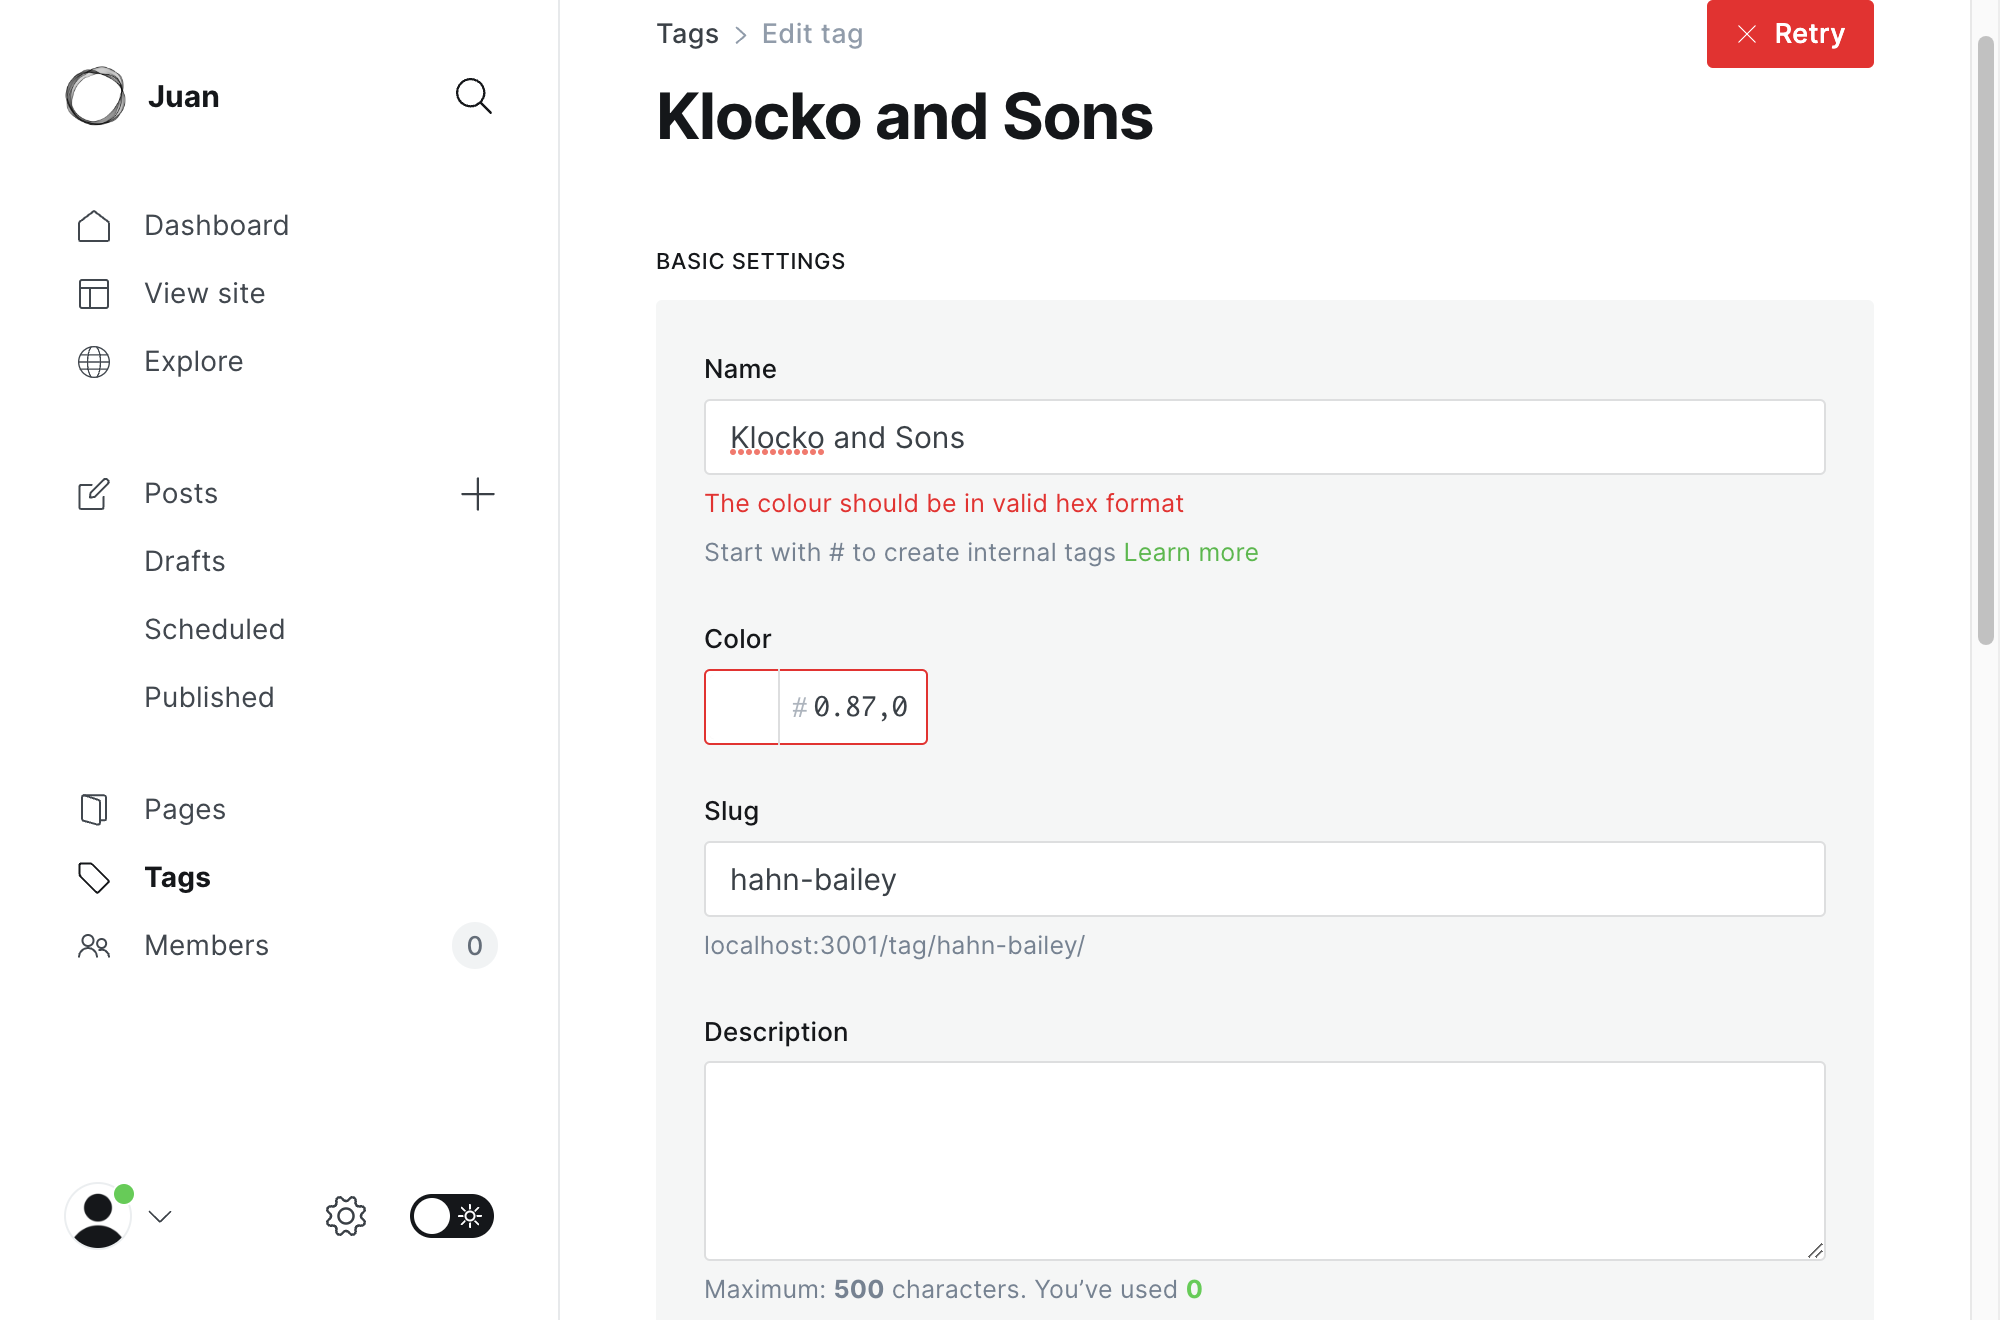 Juan
Dashboard
View site
Explore
Posts
Drafts
Scheduled
Published
Pages
Tags
Members
0
Tags > Edit tag
Retry
Klocko and Sons
BASIC SETTINGS
Name
Klocko and Sons
The colour should be in valid hex format
Start with # to create internal tags Learn more
Color
#0.87,0
Slug
hahn-bailey
localhost:3001/tag/hahn-bailey/
Description
Maximum: 500 characters. You’ve used 0